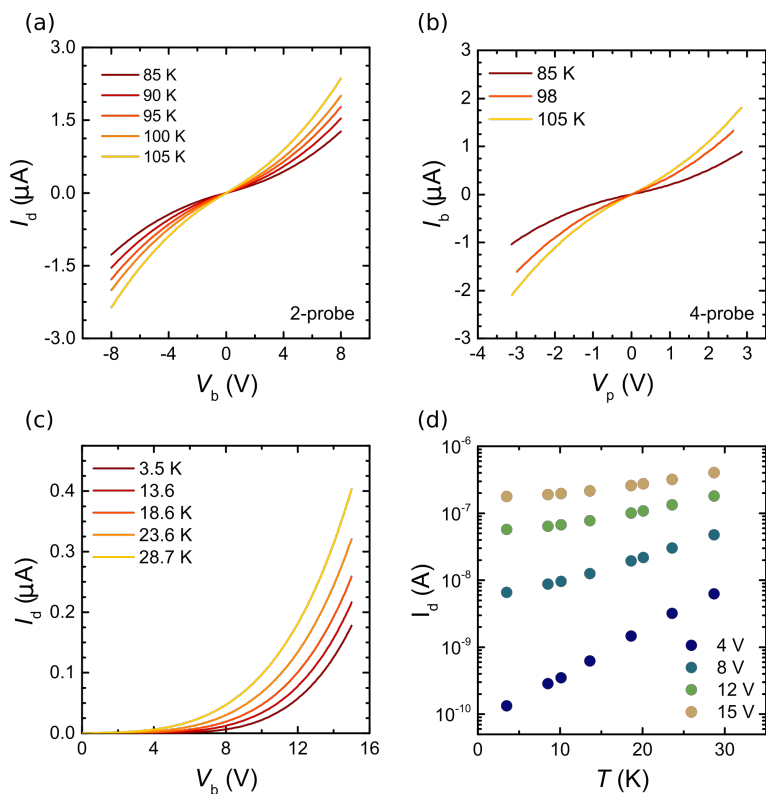 (a)
3.0
1.5
0.0
-1.5
-3.0
I_d (μA)
85 K
90 K
95 K
100 K
105 K
2-probe
-8 -4 0 4 8
V_b (V)
(b)
3
2
1
0
-1
-2
-3
I_b (μA)
85 K
98
105 K
4-probe
-4 -3 -2 -1 0 1 2 3
V_p (V)
(c)
0.4
0.3
0.2
0.1
0.0
I_d (μA)
3.5 K
13.6
18.6 K
23.6 K
28.7 K
0 4 8 12 16
V_b (V)
(d)
10^-6
10^-7
10^-8
10^-9
10^-10
I_d (A)
4 V
8 V
12 V
15 V
0 10 20 30
T (K)